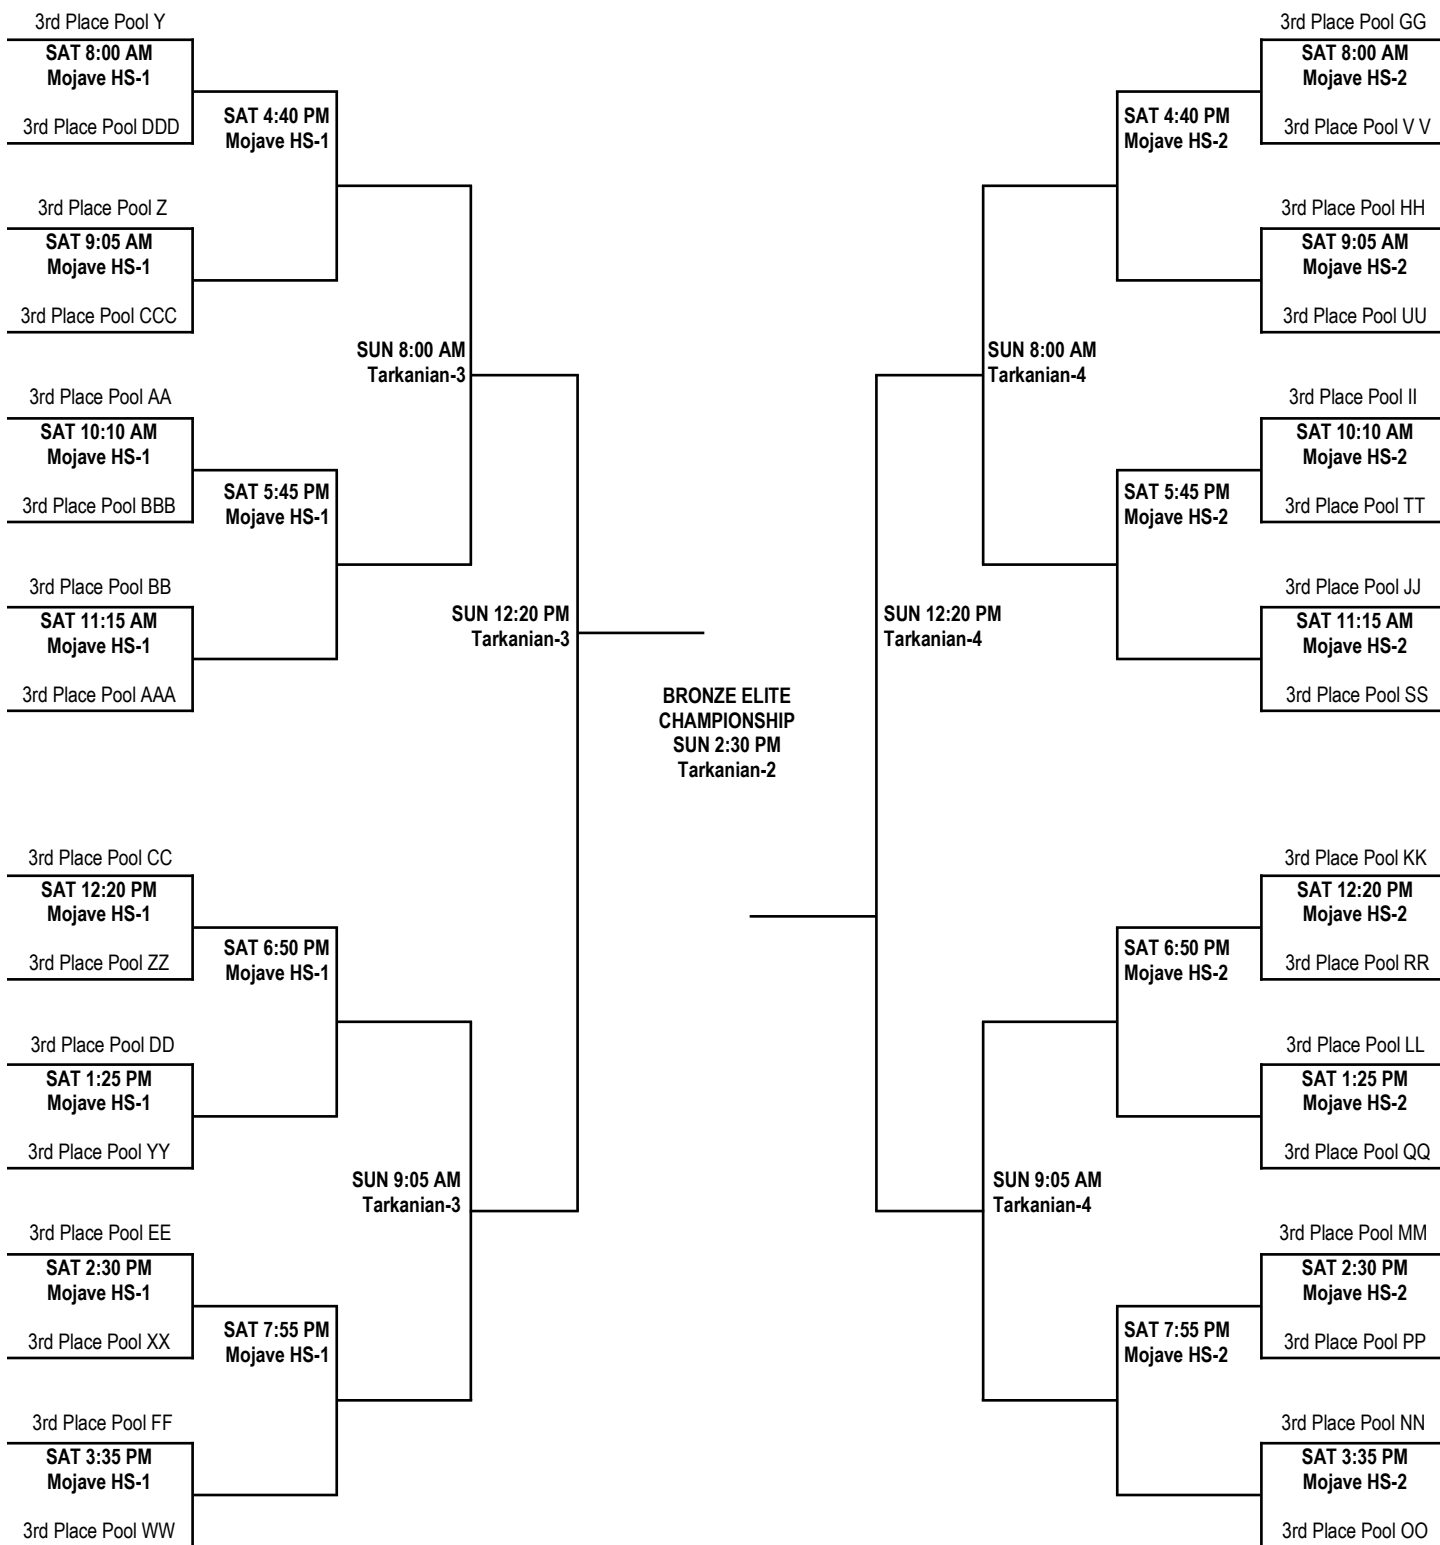 3rd Place Pool Y
SAT 8:00 AM
Mojave HS-1
3rd Place Pool DDD
SAT 4:40 PM
Mojave HS-1
3rd Place Pool Z
SAT 9:05 AM
Mojave HS-1
3rd Place Pool CCC
SUN 8:00 AM
Tarkanian-3
3rd Place Pool AA
SAT 10:10 AM
Mojave HS-1
3rd Place Pool BBB
SAT 5:45 PM
Mojave HS-1
3rd Place Pool BB
SAT 11:15 AM
Mojave HS-1
3rd Place Pool AAA
SUN 12:20 PM
Tarkanian-3
3rd Place Pool CC
SAT 12:20 PM
Mojave HS-1
3rd Place Pool ZZ
SAT 6:50 PM
Mojave HS-1
3rd Place Pool DD
SAT 1:25 PM
Mojave HS-1
3rd Place Pool YY
SUN 9:05 AM
Tarkanian-3
3rd Place Pool EE
SAT 2:30 PM
Mojave HS-1
3rd Place Pool XX
SAT 7:55 PM
Mojave HS-1
3rd Place Pool FF
SAT 3:35 PM
Mojave HS-1
3rd Place Pool WW
BRONZE ELITE
CHAMPIONSHIP
SUN 2:30 PM
Tarkanian-2
3rd Place Pool GG
SAT 8:00 AM
Mojave HS-2
3rd Place Pool V V
SAT 4:40 PM
Mojave HS-2
3rd Place Pool HH
SAT 9:05 AM
Mojave HS-2
3rd Place Pool UU
SUN 8:00 AM
Tarkanian-4
3rd Place Pool II
SAT 10:10 AM
Mojave HS-2
3rd Place Pool TT
SAT 5:45 PM
Mojave HS-2
3rd Place Pool JJ
SAT 11:15 AM
Mojave HS-2
3rd Place Pool SS
SUN 12:20 PM
Tarkanian-4
3rd Place Pool KK
SAT 12:20 PM
Mojave HS-2
3rd Place Pool RR
SAT 6:50 PM
Mojave HS-2
3rd Place Pool LL
SAT 1:25 PM
Mojave HS-2
3rd Place Pool QQ
SUN 9:05 AM
Tarkanian-4
3rd Place Pool MM
SAT 2:30 PM
Mojave HS-2
3rd Place Pool PP
SAT 7:55 PM
Mojave HS-2
3rd Place Pool NN
SAT 3:35 PM
Mojave HS-2
3rd Place Pool OO